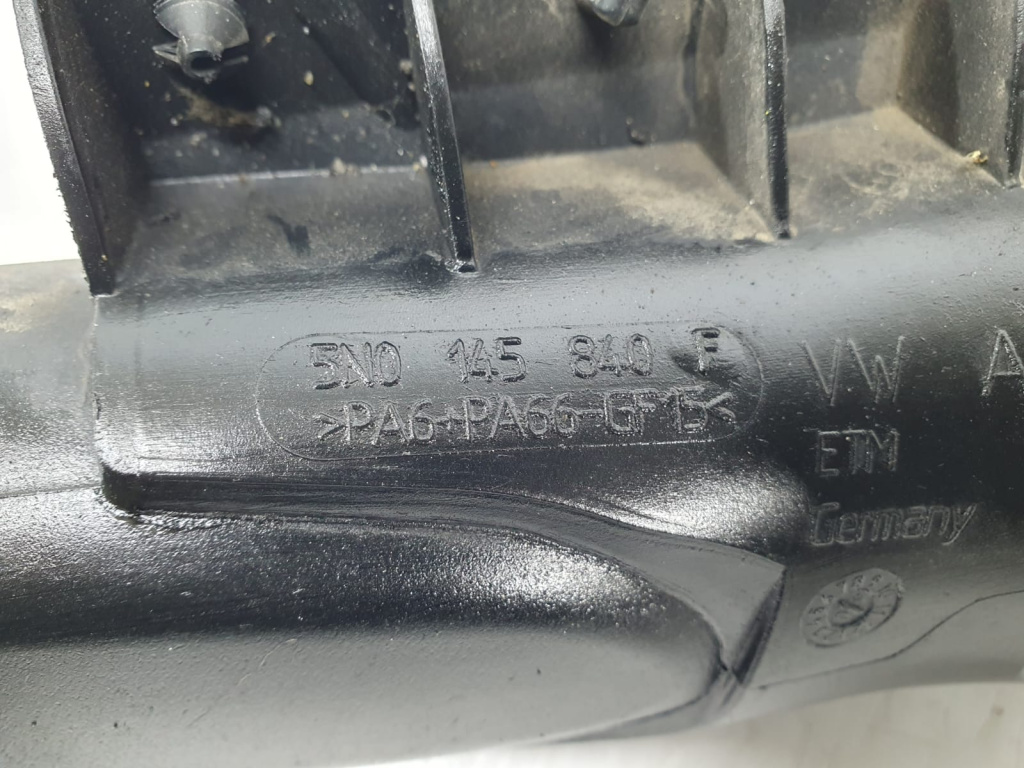 5N0 145 840 F
>PA6+PA66-GF15<
VW A
ETM
Germany